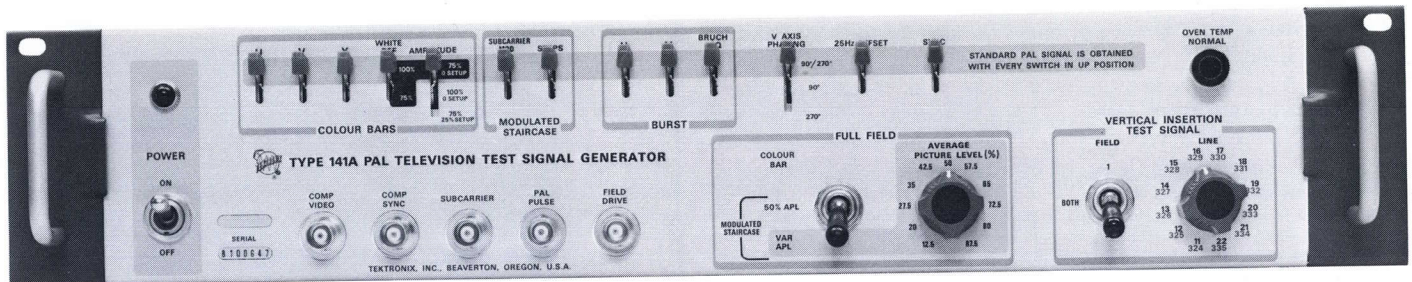 WHITE
AMPLITUDE
100%
75%
0 SETUP
75%
100%
0 SETUP
75%
25% SETUP
COLOUR BARS
SUBCARRIER
MOD
MODULATED
STAIRCASE
BRUCH
BURST
V AXIS
PHASING
90°/270°
90°
270°
25Hz OFFSET
SYNC
STANDARD PAL SIGNAL IS OBTAINED
WITH EVERY SWITCH IN UP POSITION
OVEN TEMP
NORMAL
POWER
ON
OFF
TYPE 141A PAL TELEVISION TEST SIGNAL GENERATOR
SERIAL
8100647
COMP
VIDEO
COMP
SYNC
SUBCARRIER
PAL
PULSE
FIELD
DRIVE
TEKTRONIX, INC., BEAVERTON, OREGON, U.S.A.
FULL FIELD
COLOUR
BAR
50% APL
MODULATED
STAIRCASE
VAR
APL
AVERAGE
PICTURE LEVEL (%)
12.5
20
27.5
35
42.5
50
57.5
65
72.5
80
87.5
VERTICAL INSERTION
TEST SIGNAL
FIELD
1
BOTH
LINE
11
324
12
325
13
326
14
327
15
328
16
329
17
330
18
331
19
332
20
333
21
334
22
335